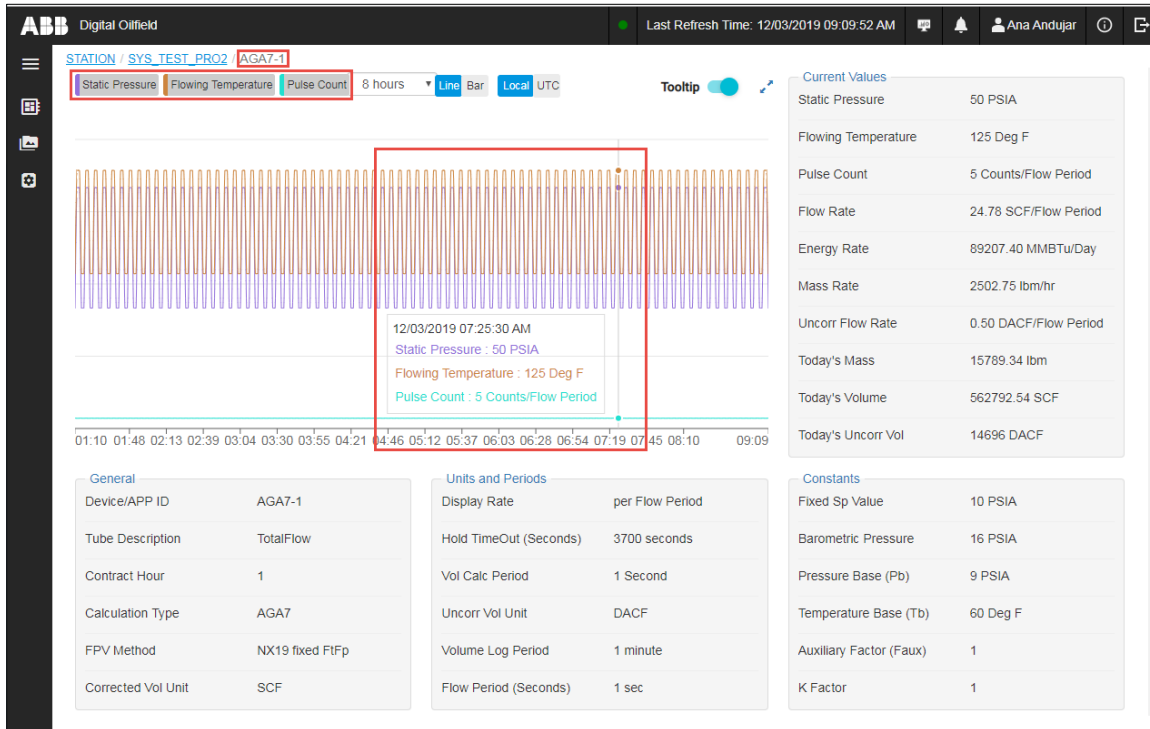 ABB Digital Oilfield Last Refresh Time: 12/03/2019 09:09:52 AM Ana Andujar
STATION / SYS_TEST_PRO2 / AGA7-1
Static Pressure Flowing Temperature Pulse Count 8 hours Line Bar Local UTC Tooltip
12/03/2019 07:25:30 AM
Static Pressure : 50 PSIA
Flowing Temperature : 125 Deg F
Pulse Count : 5 Counts/Flow Period
01:10 01:48 02:13 02:39 03:04 03:30 03:55 04:21 04:46 05:12 05:37 06:03 06:28 06:54 07:19 07:45 08:10 09:09
Current Values
Static Pressure 50 PSIA
Flowing Temperature 125 Deg F
Pulse Count 5 Counts/Flow Period
Flow Rate 24.78 SCF/Flow Period
Energy Rate 89207.40 MMBTu/Day
Mass Rate 2502.75 lbm/hr
Uncorr Flow Rate 0.50 DACF/Flow Period
Today's Mass 15789.34 lbm
Today's Volume 562792.54 SCF
Today's Uncorr Vol 14696 DACF
General
Device/APP ID AGA7-1
Tube Description TotalFlow
Contract Hour 1
Calculation Type AGA7
FPV Method NX19 fixed FtFp
Corrected Vol Unit SCF
Units and Periods
Display Rate per Flow Period
Hold TimeOut (Seconds) 3700 seconds
Vol Calc Period 1 Second
Uncorr Vol Unit DACF
Volume Log Period 1 minute
Flow Period (Seconds) 1 sec
Constants
Fixed Sp Value 10 PSIA
Barometric Pressure 16 PSIA
Pressure Base (Pb) 9 PSIA
Temperature Base (Tb) 60 Deg F
Auxiliary Factor (Faux) 1
K Factor 1